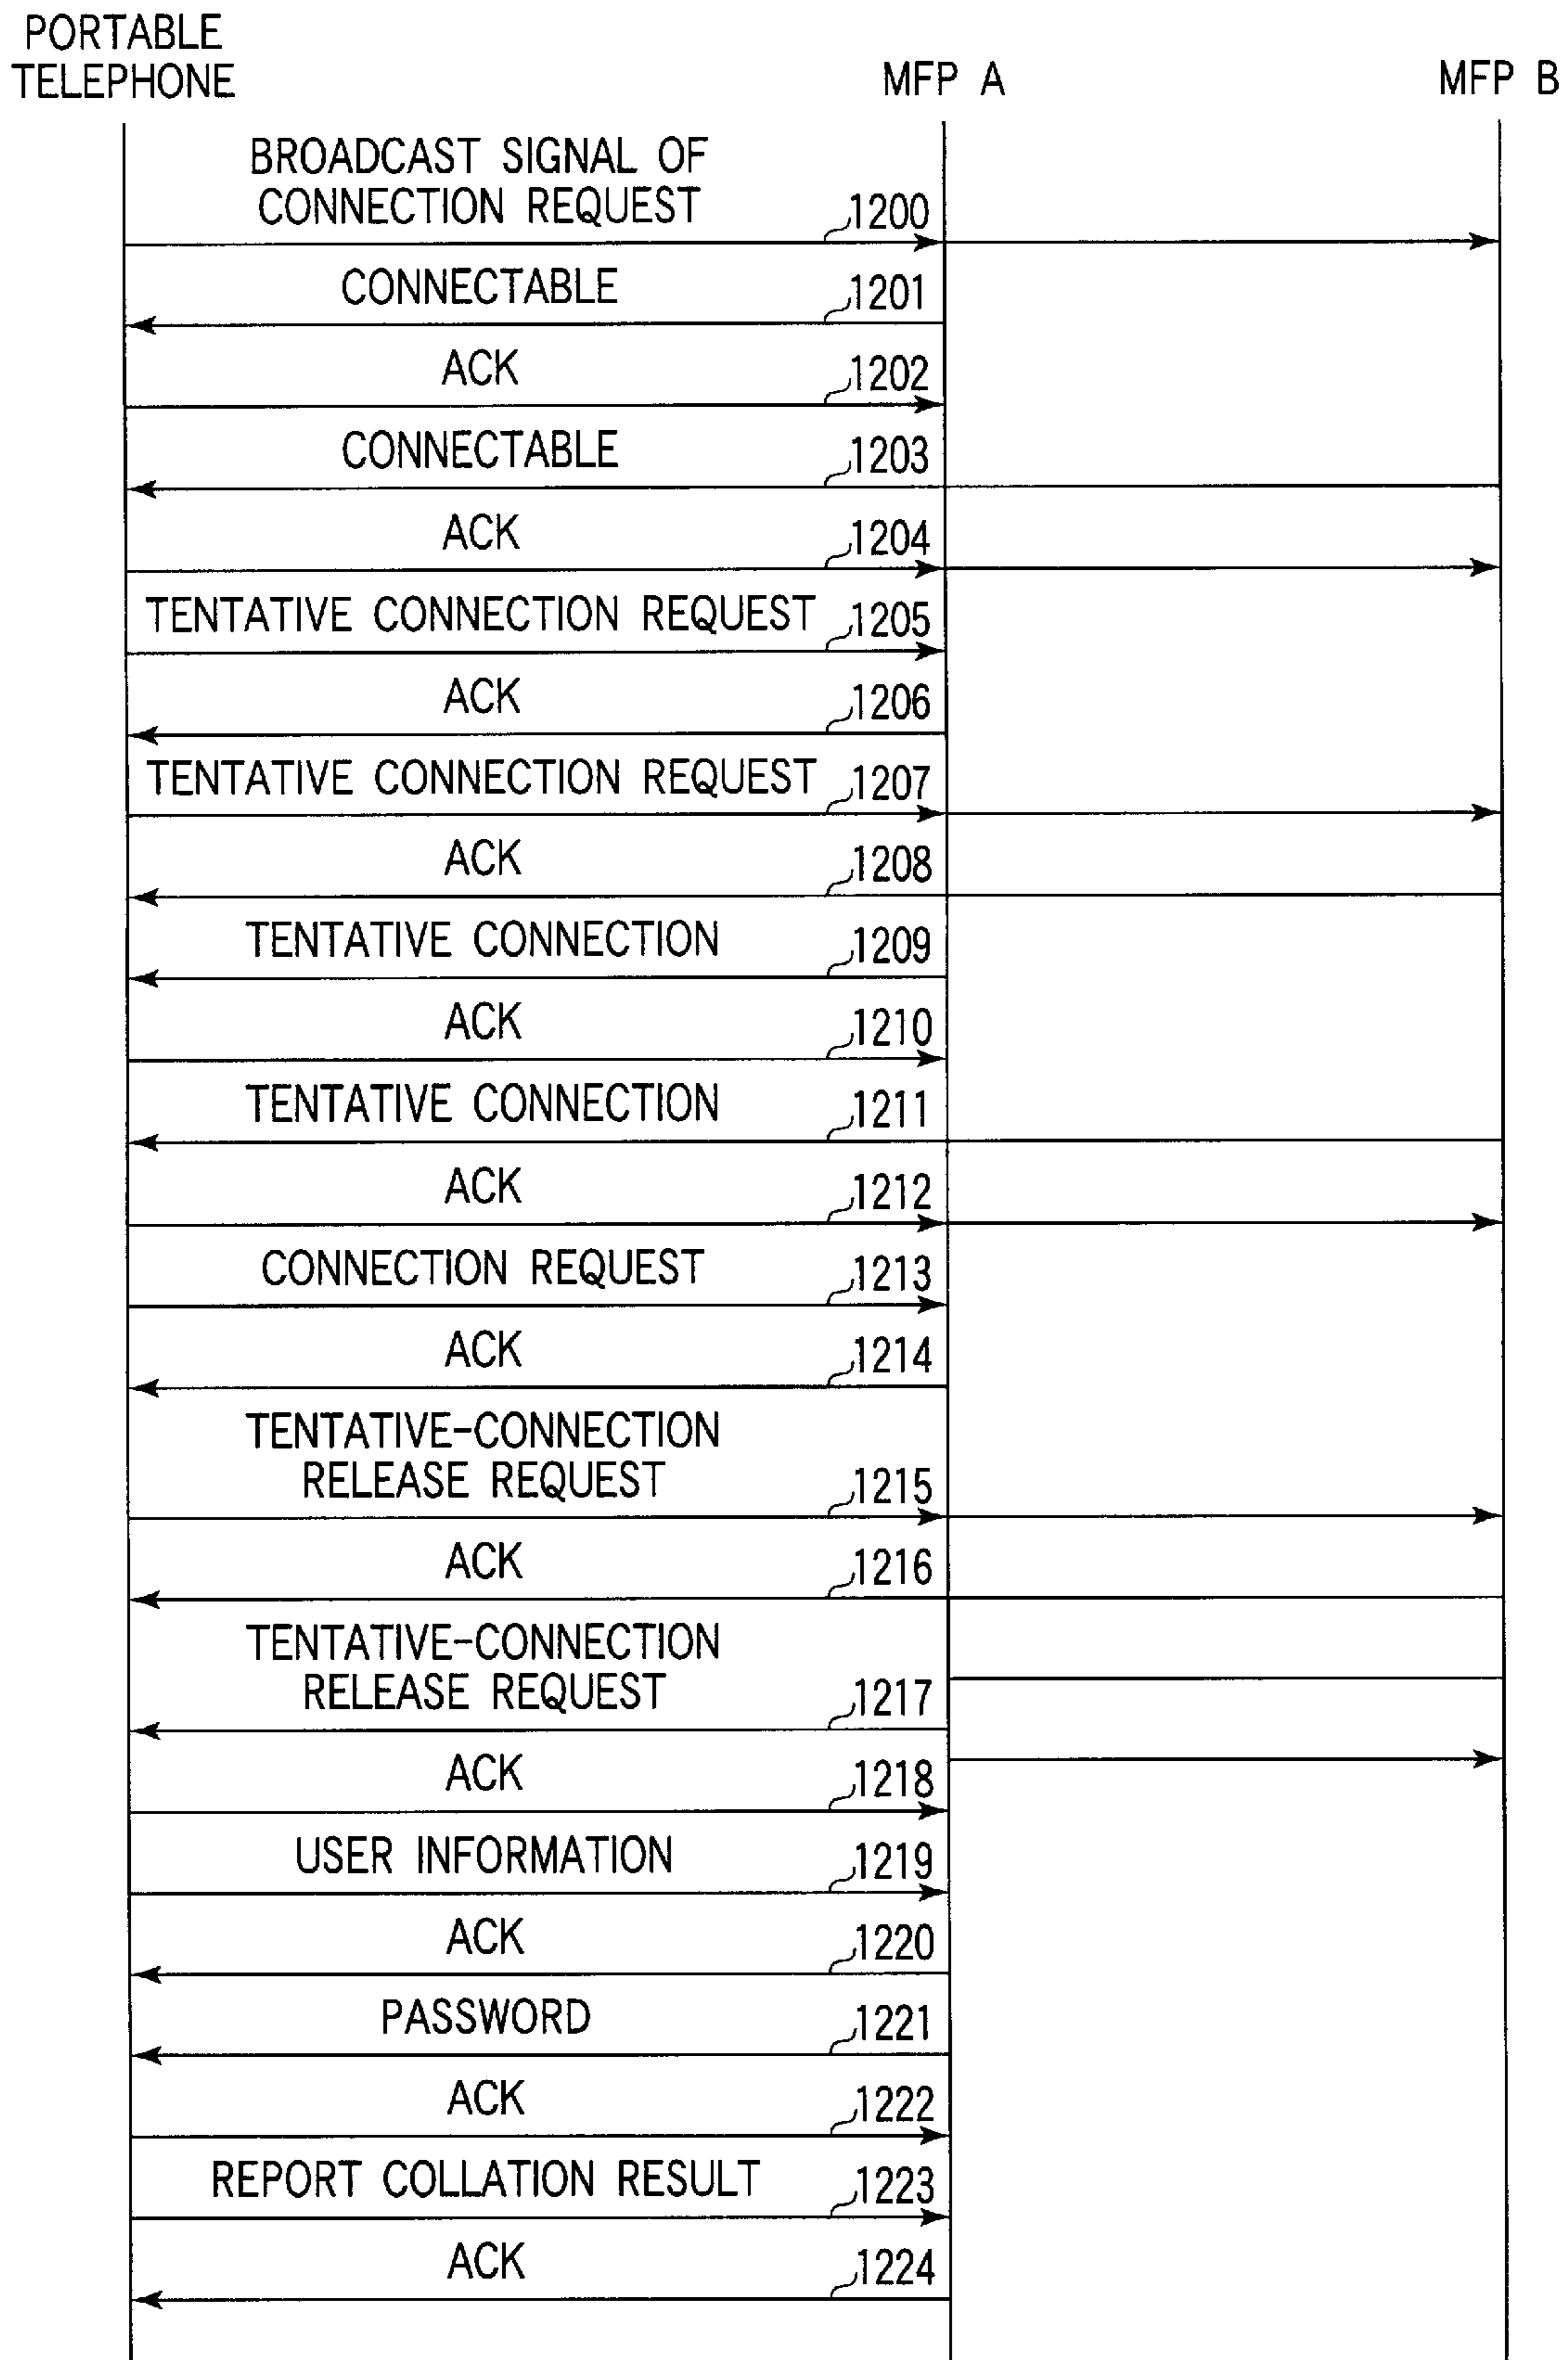 PORTABLE
TELEPHONE
MFP A
MFP B
BROADCAST SIGNAL OF
CONNECTION REQUEST
1200
CONNECTABLE
1201
ACK
1202
CONNECTABLE
1203
ACK
1204
TENTATIVE CONNECTION REQUEST
1205
ACK
1206
TENTATIVE CONNECTION REQUEST
1207
ACK
1208
TENTATIVE CONNECTION
1209
ACK
1210
TENTATIVE CONNECTION
1211
ACK
1212
CONNECTION REQUEST
1213
ACK
1214
TENTATIVE-CONNECTION
RELEASE REQUEST
1215
ACK
1216
TENTATIVE-CONNECTION
RELEASE REQUEST
1217
ACK
1218
USER INFORMATION
1219
ACK
1220
PASSWORD
1221
ACK
1222
REPORT COLLATION RESULT
1223
ACK
1224